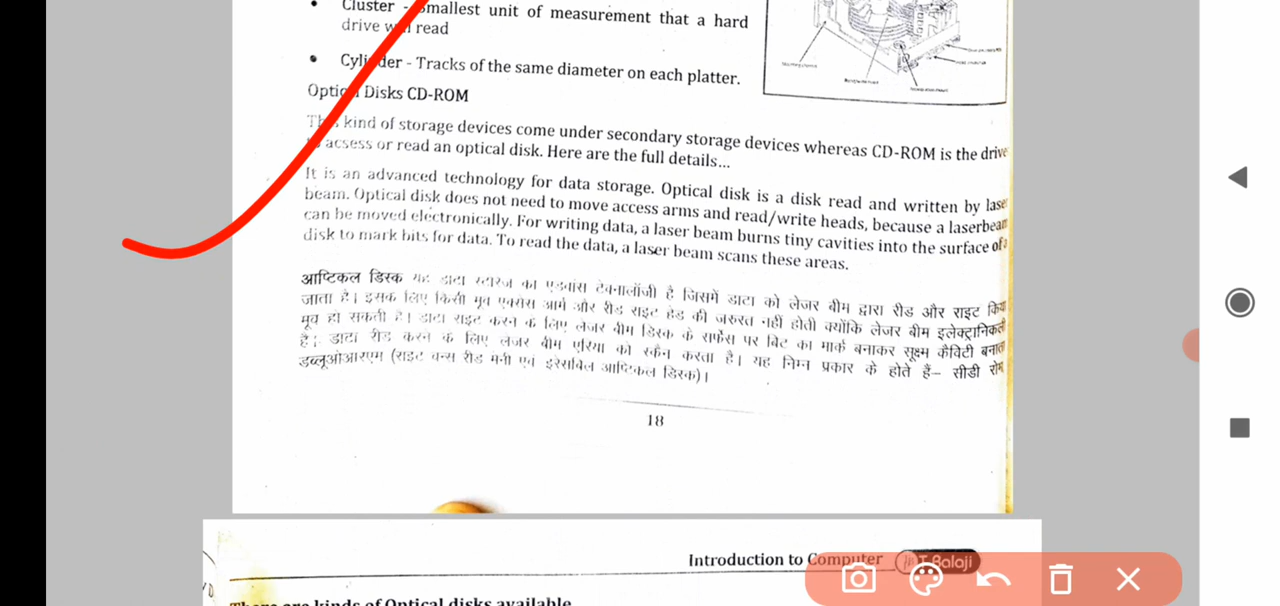 Cluster - Smallest unit of measurement that a hard
drive will read
Cylinder - Tracks of the same diameter on each platter.
Optical Disks CD-ROM
This kind of storage devices come under secondary storage devices whereas CD-ROM is the drive
to acsess or read an optical disk. Here are the full details...
It is an advanced technology for data storage. Optical disk is a disk read and written by laser
beam. Optical disk does not need to move access arms and read/write heads, because a laserbeam
can be moved electronically. For writing data, a laser beam burns tiny cavities into the surface of a
disk to mark bits for data. To read the data, a laser beam scans these areas.
आप्टिकल डिस्क यह डाटा स्टोरेज का एडवांस टेक्नालॉजी है जिसमें डाटा को लेजर बीम द्वारा रीड और राइट किया
जाता है। इसके लिए किसी मूव एक्सेस आर्म और रीड राइट हेड की जरुरत नहीं होती क्योंकि लेजर बीम इलेक्ट्रानिकली
मूव हो सकती है। डाटा राइट करने के लिए लेजर बीम डिस्क के सर्फेस पर बिट का मार्क बनाकर सूक्ष्म कैविटी बनाता
है। डाटा रीड करने के लिए लेजर बीम एरिया को स्कैन करता है। यह निम्न प्रकार के होते हैं– सीडी रोम
डब्लूओआरएम (राइट वन्स रीड मनी एवं इरेसबिल आप्टिकल डिस्क)।
18
Introduction to Computer Balaji
There are kinds of Optical disks available